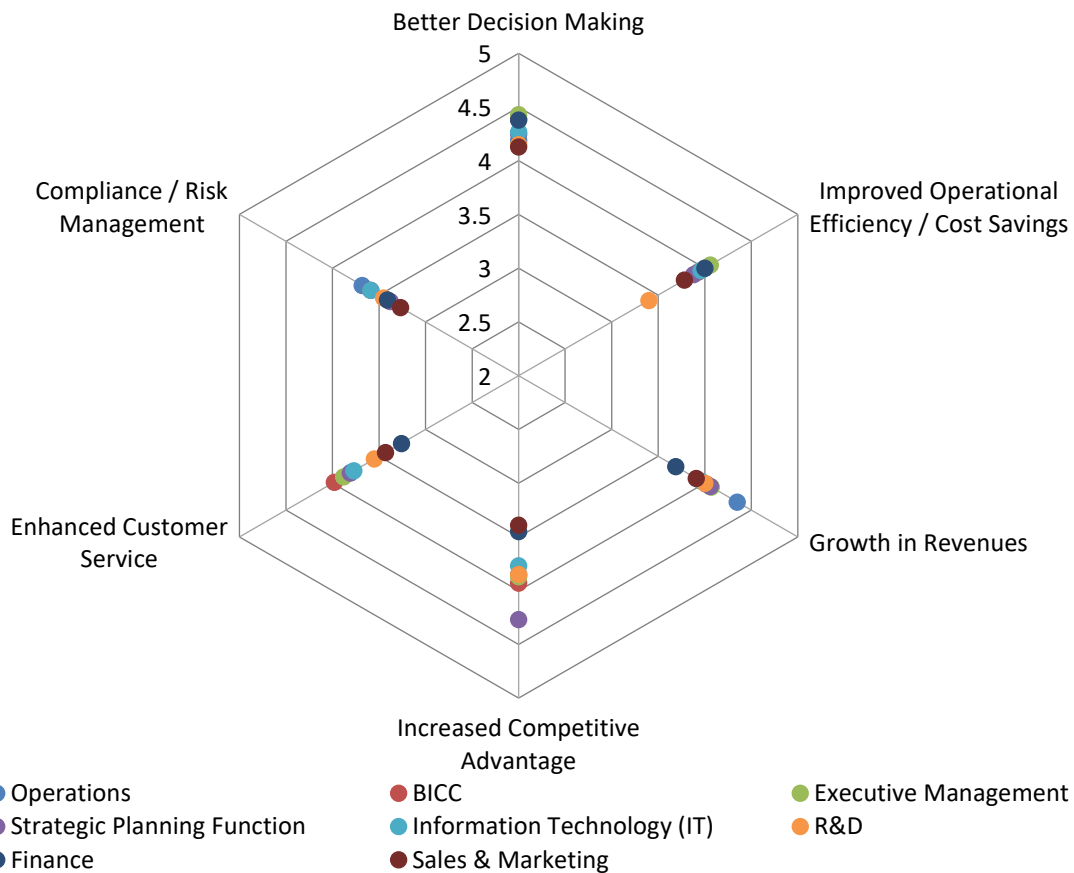 Better Decision Making
5
4.5
4
3.5
3
2.5
2
Compliance / Risk
Management
Improved Operational
Efficiency / Cost Savings
Enhanced Customer
Service
Growth in Revenues
Increased Competitive
Advantage
Operations
BICC
Executive Management
Strategic Planning Function
Information Technology (IT)
R&D
Finance
Sales & Marketing